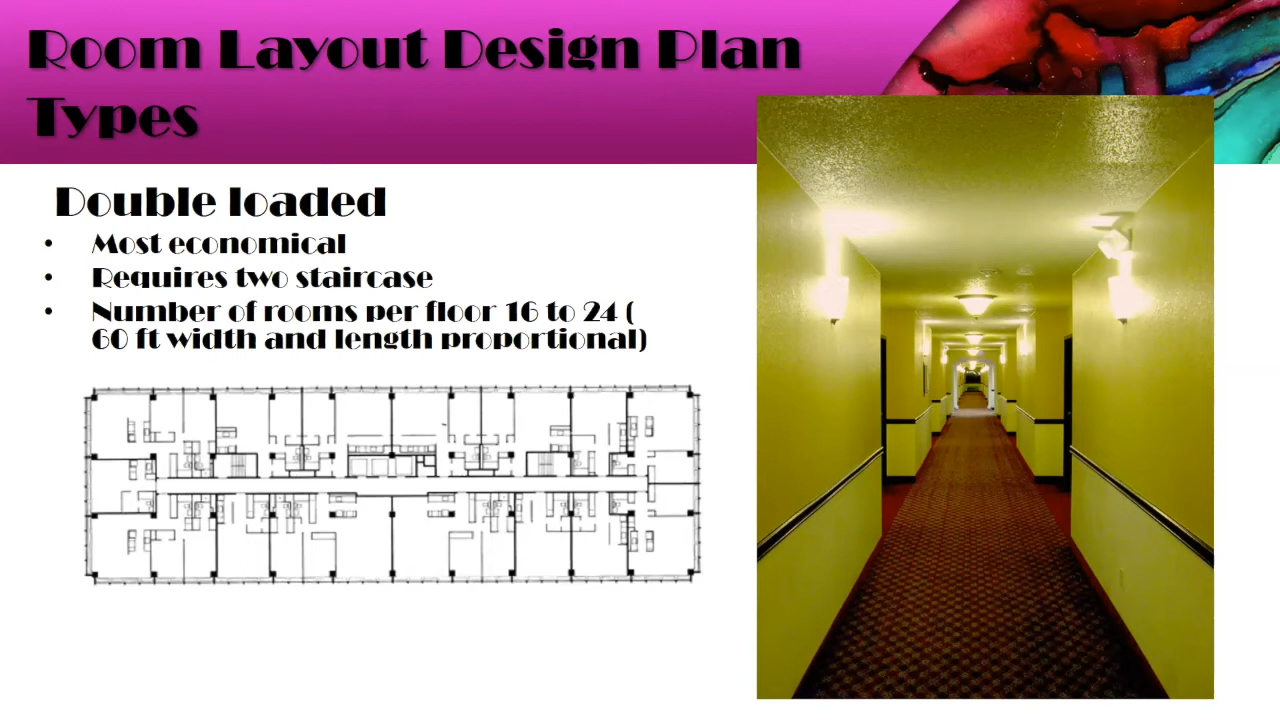 Room Layout Design Plan
Types
Double loaded
• Most economical
• Requires two staircase
• Number of rooms per floor 16 to 24 (
60 ft width and length proportional)